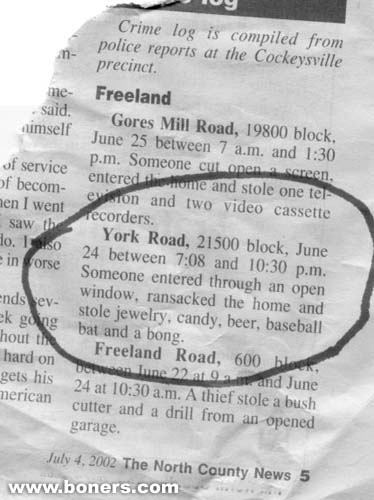 log
Crime log is compiled from
police reports at the Cockeysville
precinct.
Freeland
Gores Mill Road, 19800 block,
June 25 between 7 a.m. and 1:30
p.m. Someone cut open a screen,
entered the home and stole one tel-
evision and two video cassette
recorders.
York Road, 21500 block, June
24 between 7:08 and 10:30 p.m.
Someone entered through an open
window, ransacked the home and
stole jewelry, candy, beer, baseball
bat and a bong.
Freeland Road, 600 block,
between June 22 at 9 a.m. and June
24 at 10:30 a.m. A thief stole a bush
cutter and a drill from an opened
garage.
m-
me-
said.
himself
of service
of becom-
hen I went
saw the
do. I also
e in worse
ends sev-
ek going
hout the
hard on
gets his
merican
July 4, 2002 The North County News 5
www.boners.com